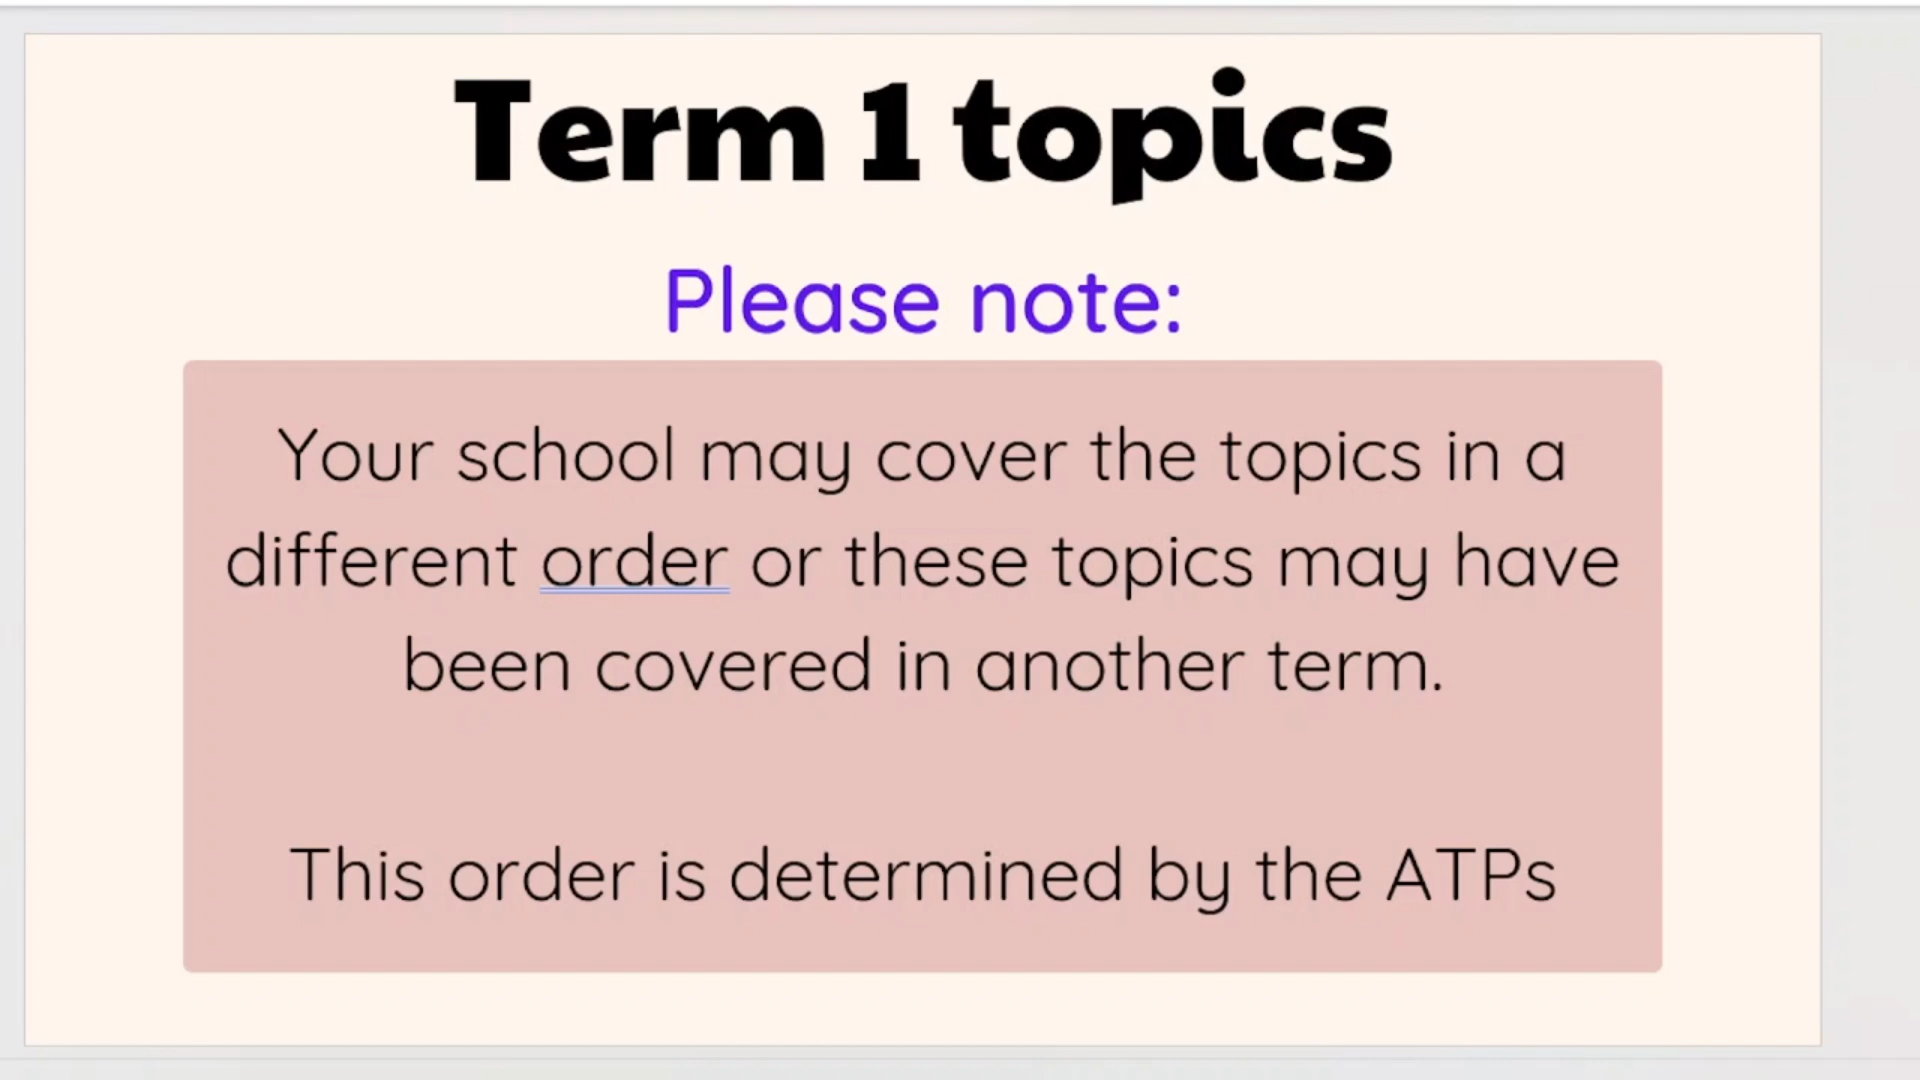 Term 1 topics
Please note:
Your school may cover the topics in a
different order or these topics may have
been covered in another term.
This order is determined by the ATPs